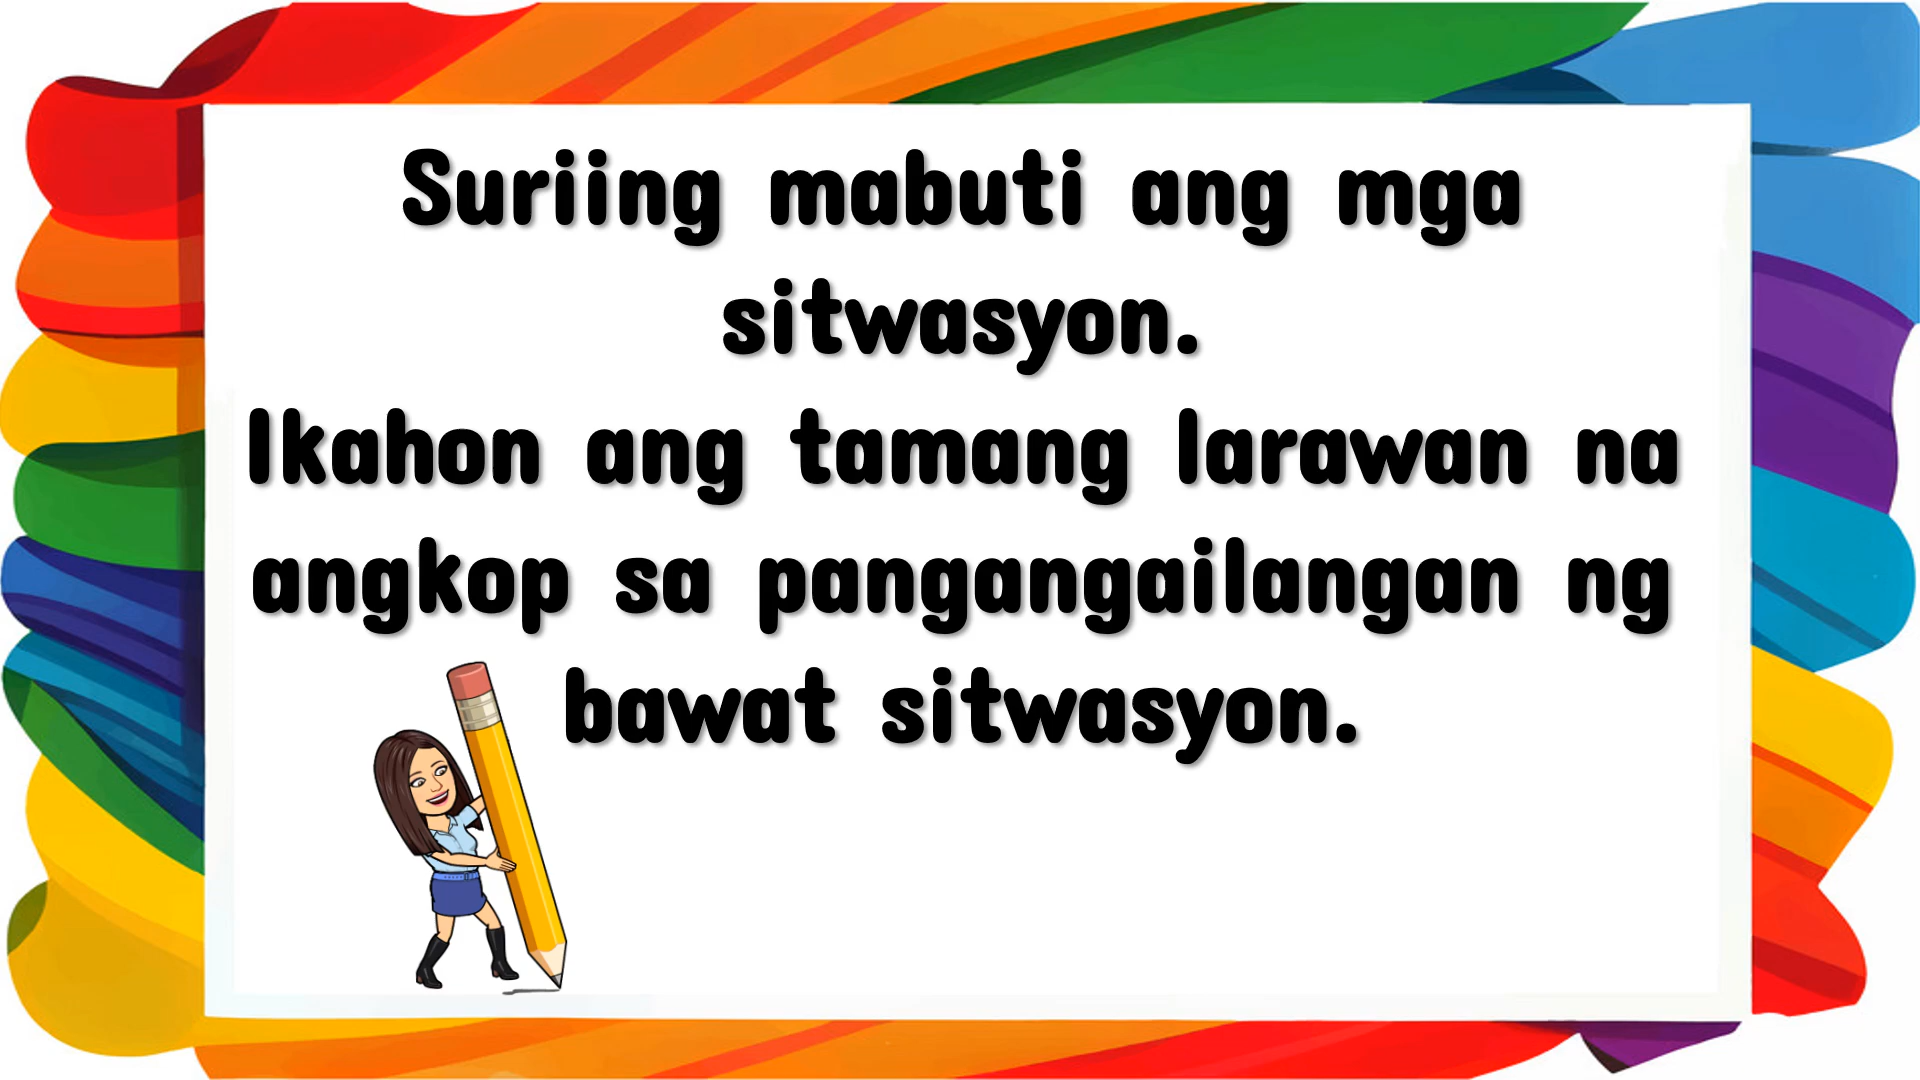 Suriing mabuti ang mga
sitwasyon.
Ikahon ang tamang larawan na
angkop sa pangangailangan ng
bawat sitwasyon.